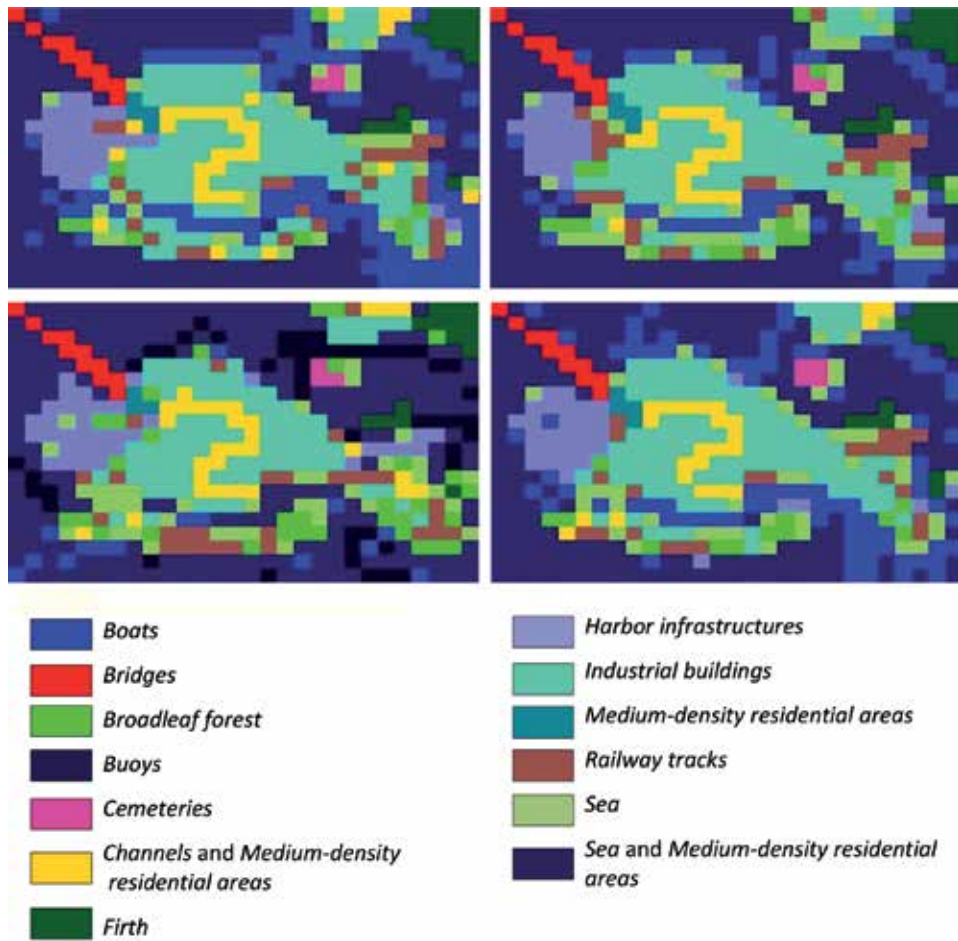 Boats
Bridges
Broadleaf forest
Buoys
Cemeteries
Channels and Medium-density
residential areas
Firth
Harbor infrastructures
Industrial buildings
Medium-density residential areas
Railway tracks
Sea
Sea and Medium-density residential
areas